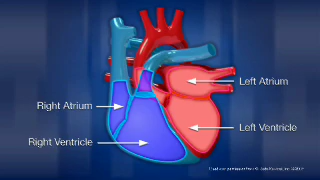 Left Atrium
Right Atrium
Left Ventricle
Right Ventricle